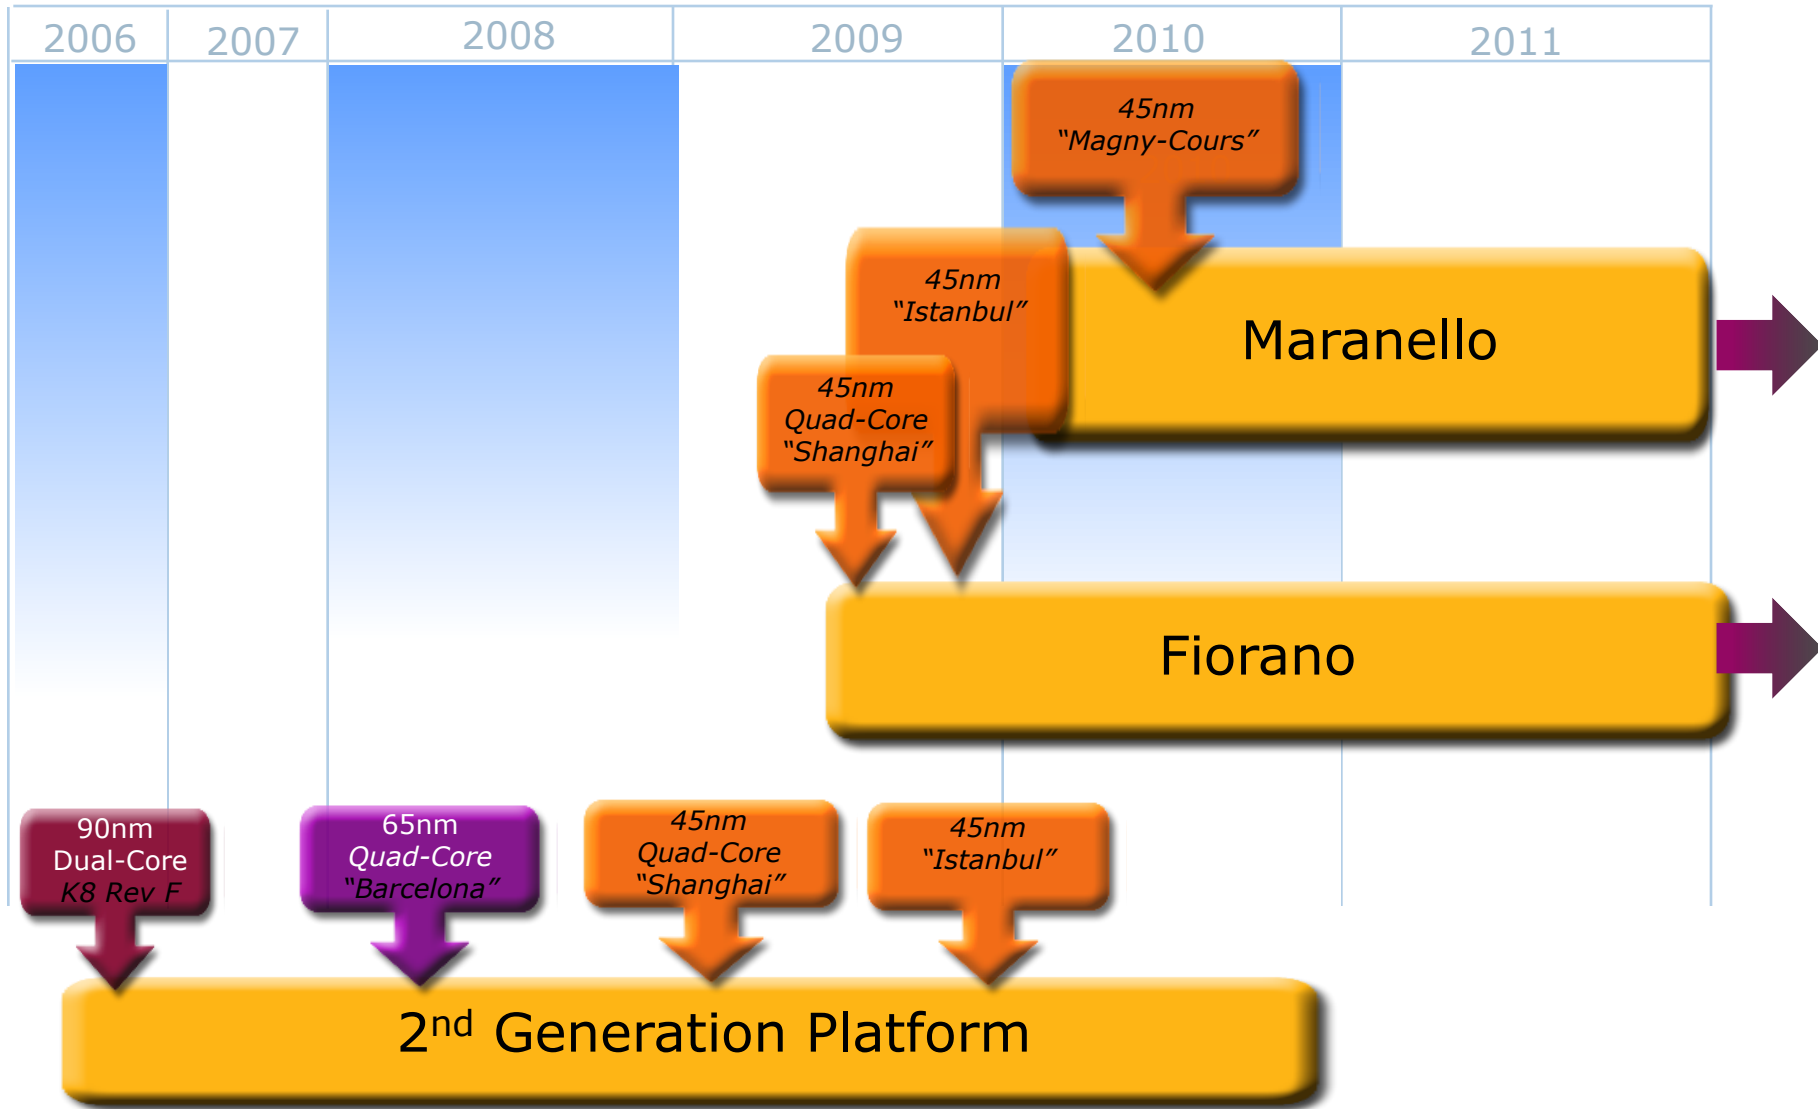 2006
2007
2008
2009
2010
2011
45nm
“Magny-Cours”
45nm
“Istanbul”
Maranello
45nm
Quad-Core
“Shanghai”
Fiorano
90nm
Dual-Core
K8 Rev F
65nm
Quad-Core
“Barcelona”
45nm
Quad-Core
“Shanghai”
45nm
“Istanbul”
2nd Generation Platform